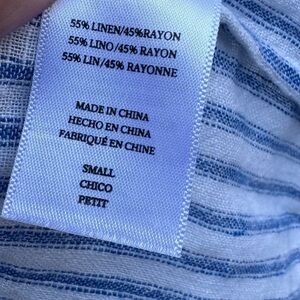 55% LINEN/45%RAYON
55% LINO/45% RAYON
55% LIN/45% RAYONNE
MADE IN CHINA
HECHO EN CHINA
FABRIQUÉ EN CHINE
SMALL
CHICO
PETIT